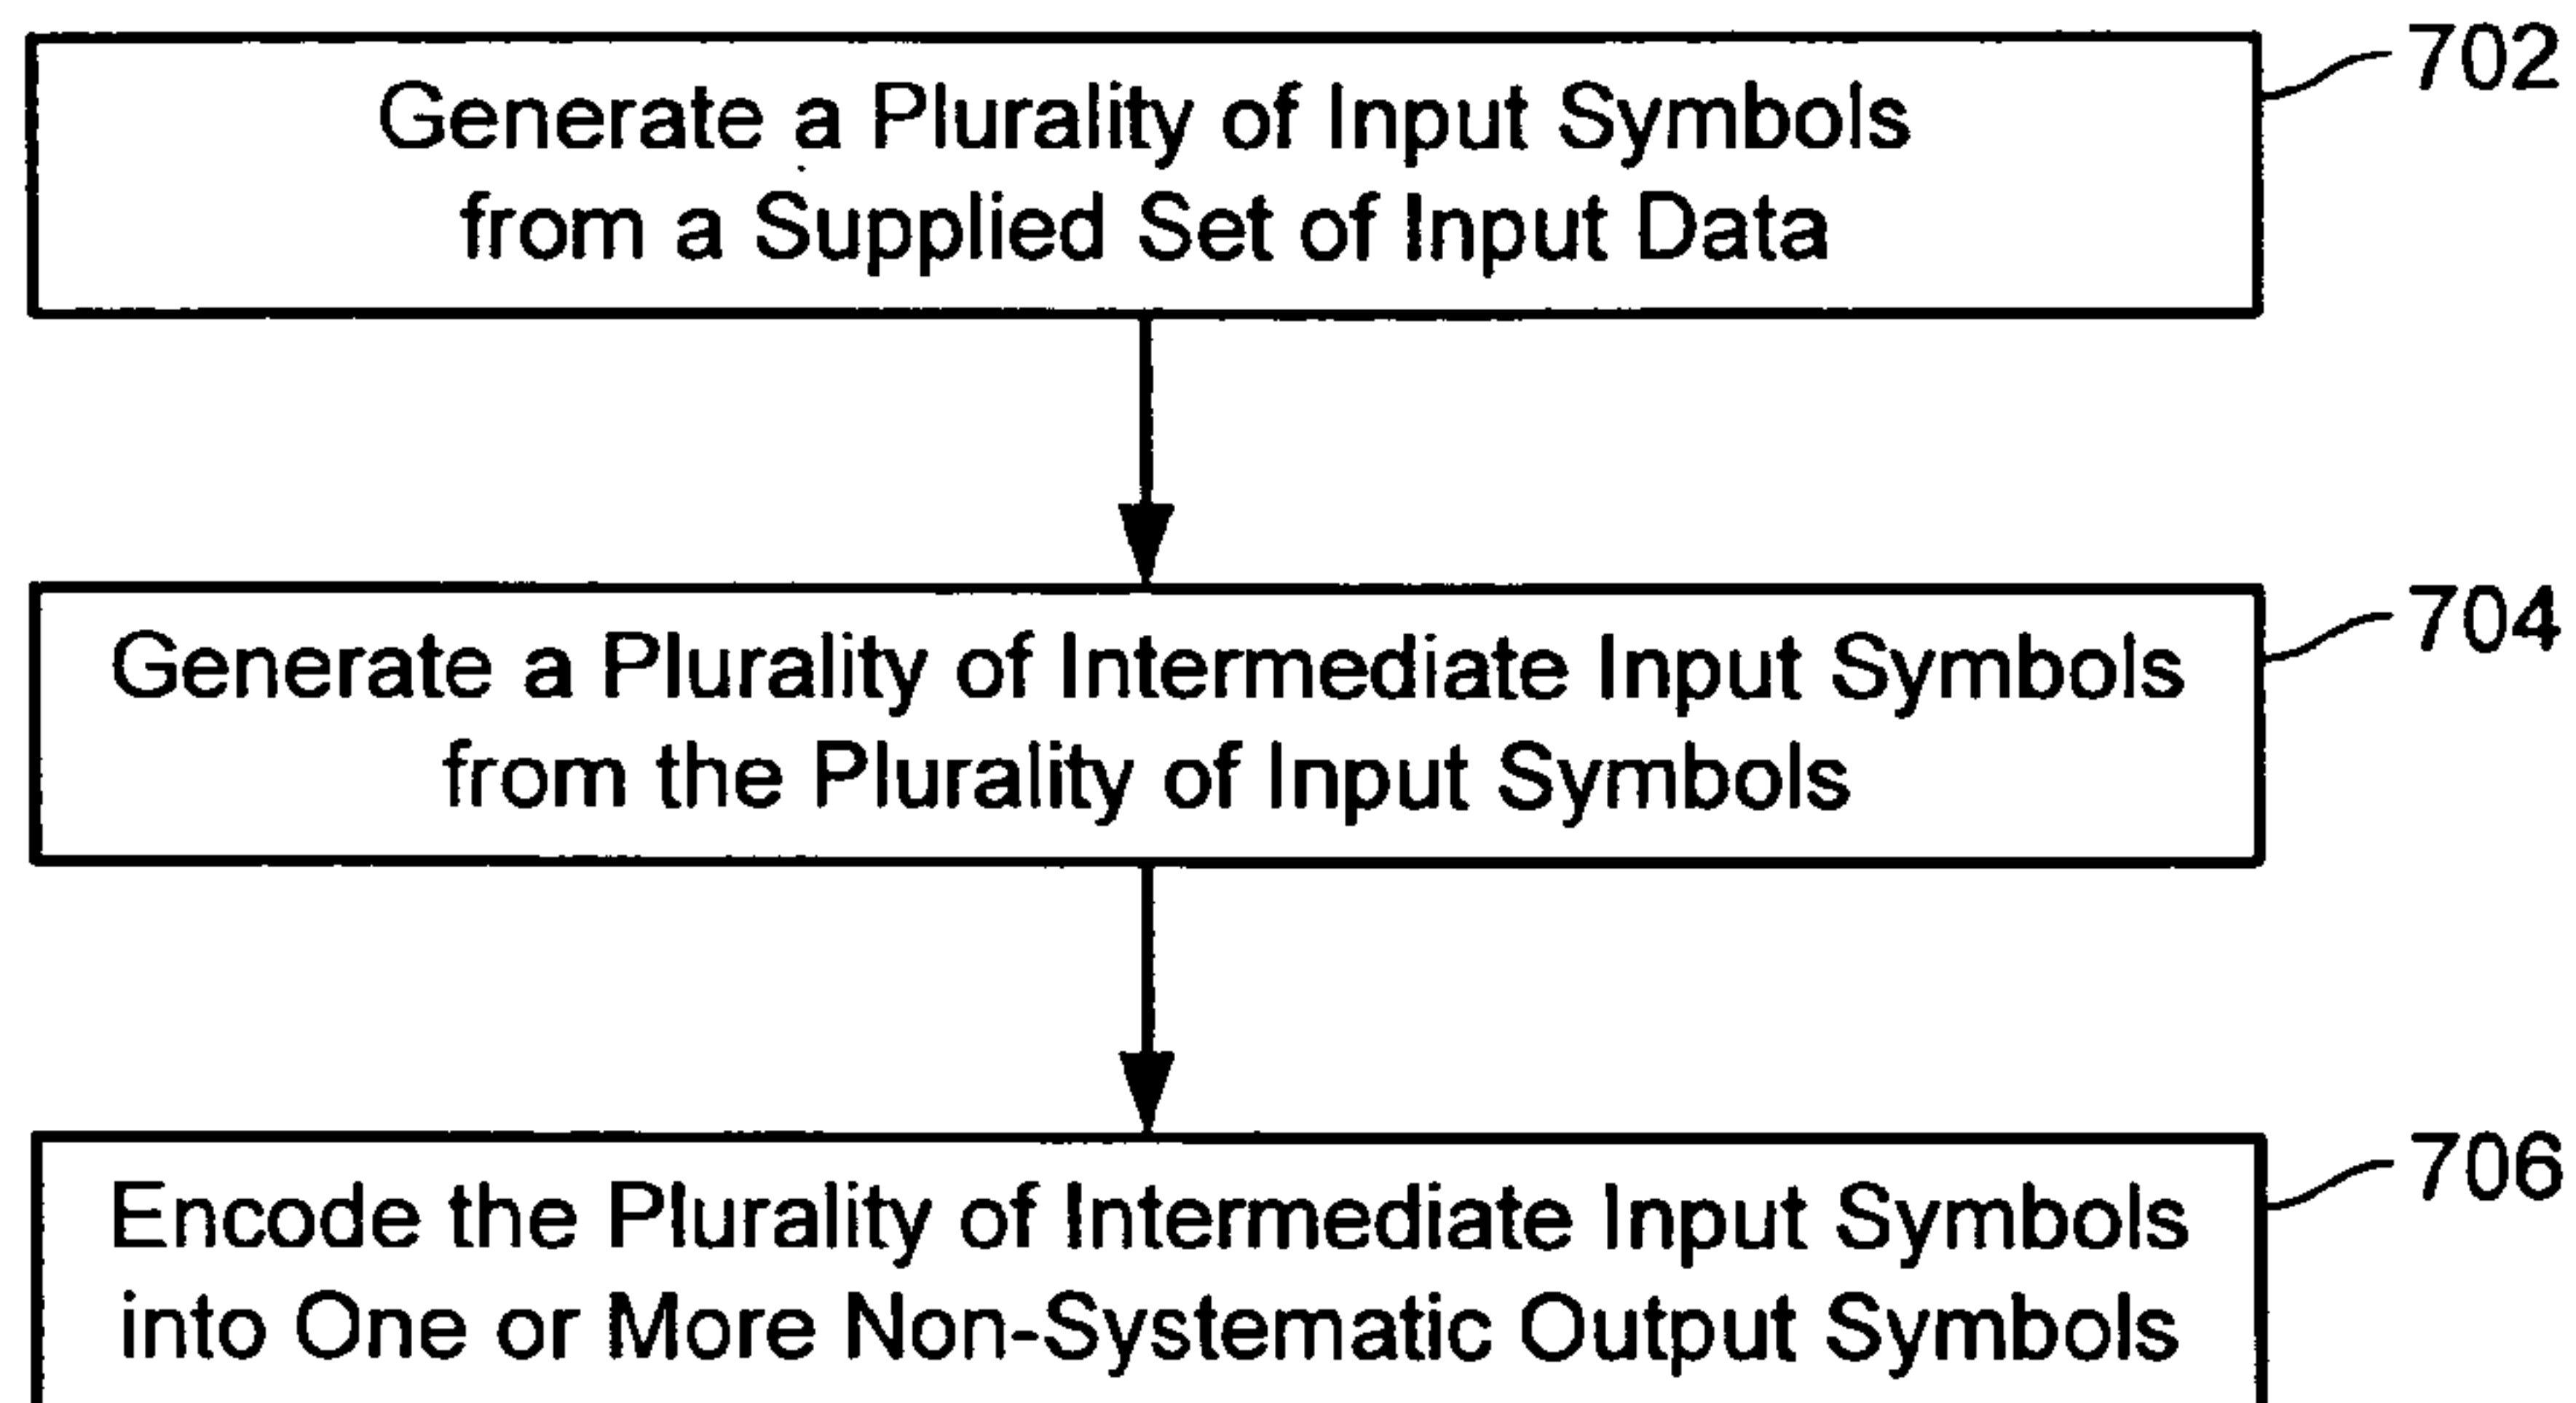 702
Generate a Plurality of Input Symbols
from a Supplied Set of Input Data
704
Generate a Plurality of Intermediate Input Symbols
from the Plurality of Input Symbols
706
Encode the Plurality of Intermediate Input Symbols
into One or More Non-Systematic Output Symbols